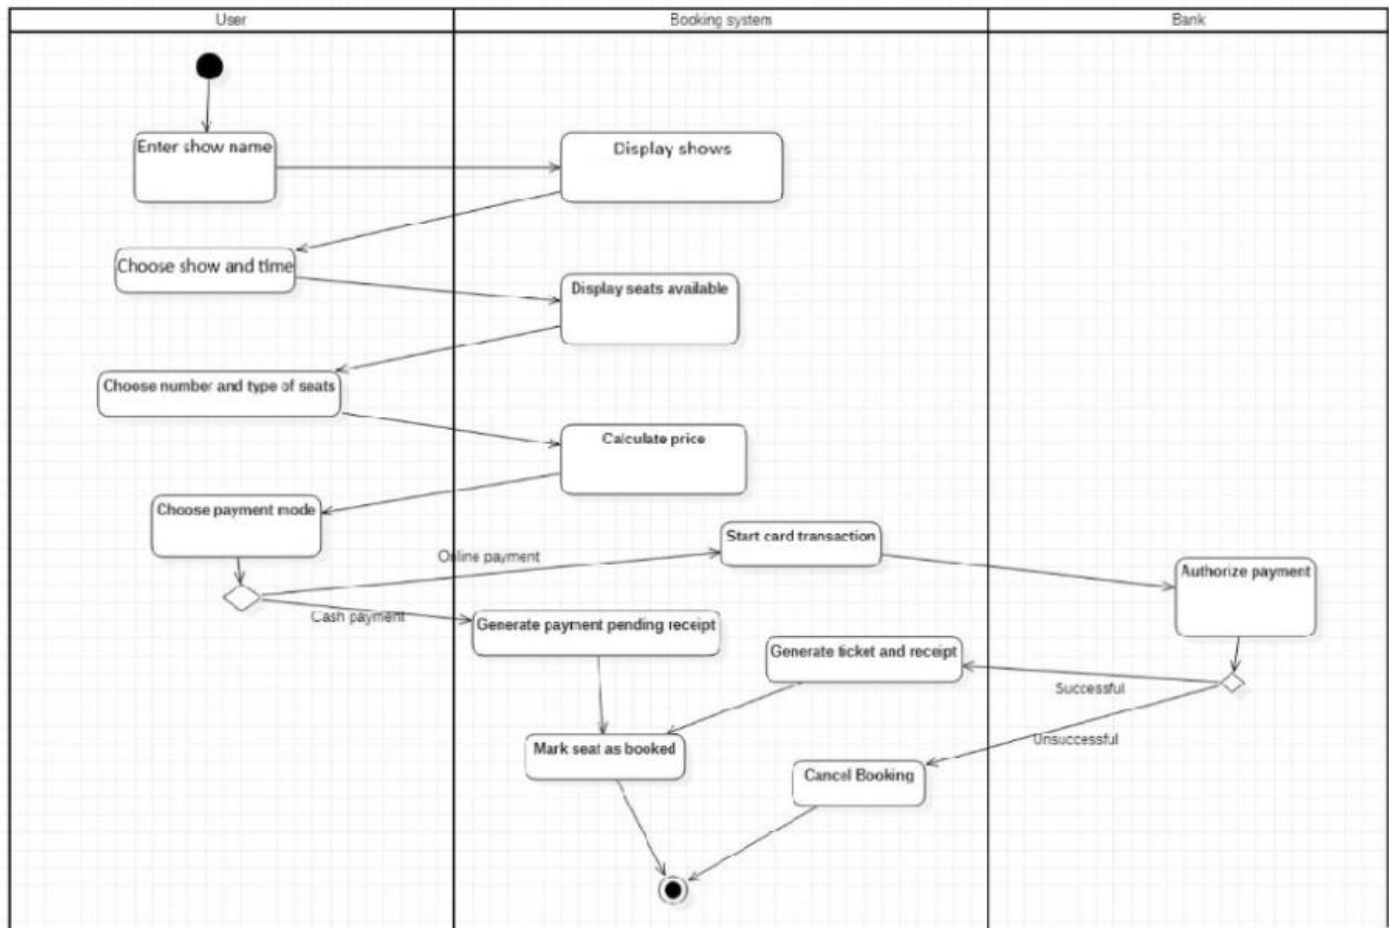 User
Booking system
Bank
Enter show name
Display shows
Choose show and time
Display seats available
Choose number and type of seats
Calculate price
Choose payment mode
Online payment
Start card transaction
Authorize payment
Cash payment
Generate payment pending receipt
Generate ticket and receipt
Successful
Unsuccessful
Mark seat as booked
Cancel Booking